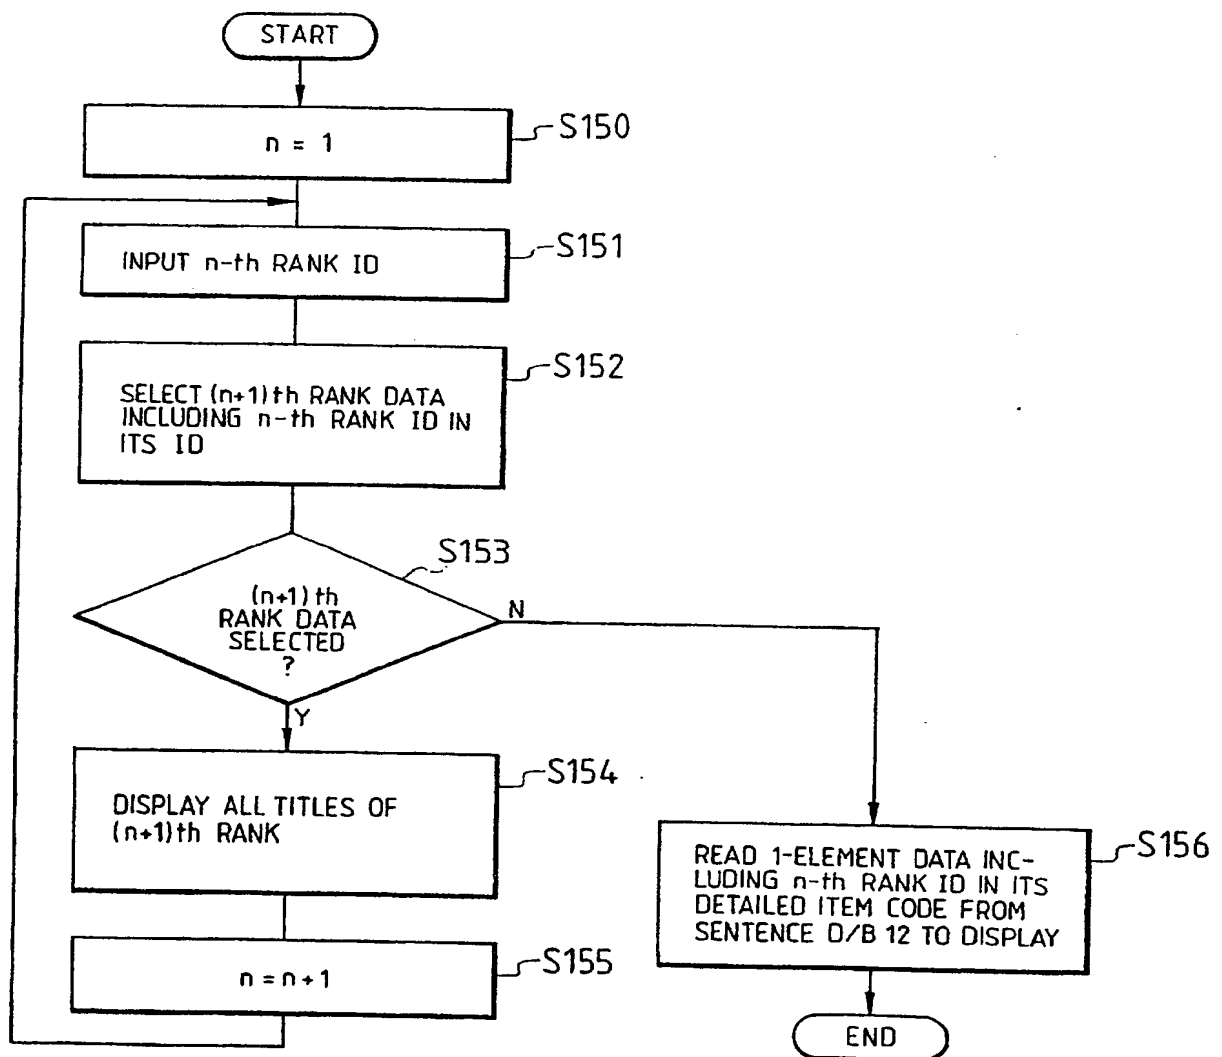 START
n = 1
S150
INPUT n-th RANK ID
S151
SELECT (n+1)th RANK DATA
INCLUDING n-th RANK ID IN
ITS ID
S152
(n+1)th
RANK DATA
SELECTED
?
S153
N
Y
DISPLAY ALL TITLES OF
(n+1)th RANK
S154
n = n+1
S155
READ 1-ELEMENT DATA INC-
LUDING n-th RANK ID IN ITS
DETAILED ITEM CODE FROM
SENTENCE D/B 12 TO DISPLAY
S156
END